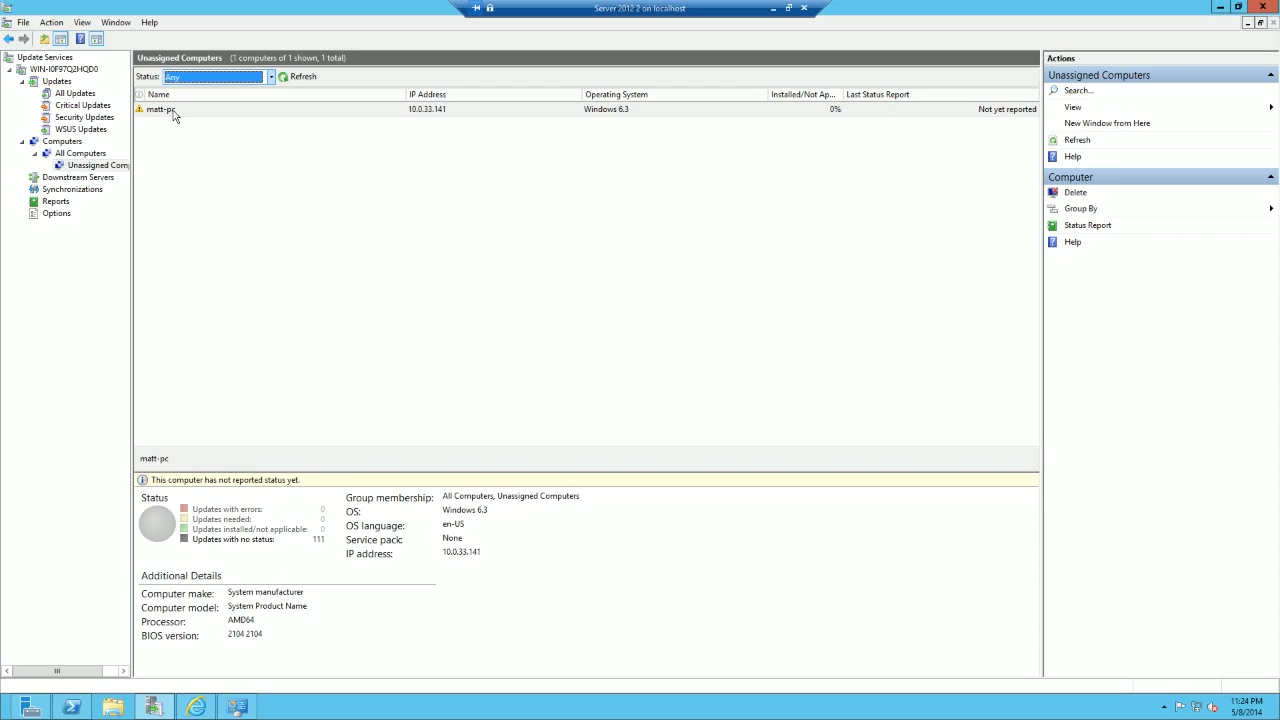 Server 2012 2 on localhost
File Action View Window Help
Update Services
WIN-I0F97Q2HQD0
Updates
All Updates
Critical Updates
Security Updates
WSUS Updates
Computers
All Computers
Unassigned Comp
Downstream Servers
Synchronizations
Reports
Options
Unassigned Computers (1 computers of 1 shown, 1 total)
Status: Any Refresh
Name IP Address Operating System Installed/Not Ap... Last Status Report
matt-pc 10.0.33.141 Windows 6.3 0% Not yet reported
matt-pc
This computer has not reported status yet.
Status
Updates with errors: 0
Updates needed: 0
Updates installed/not applicable: 0
Updates with no status: 111
Group membership: All Computers, Unassigned Computers
OS: Windows 6.3
OS language: en-US
Service pack: None
IP address: 10.0.33.141
Additional Details
Computer make: System manufacturer
Computer model: System Product Name
Processor: AMD64
BIOS version: 2104 2104
Actions
Unassigned Computers
Search...
View
New Window from Here
Refresh
Help
Computer
Delete
Group By
Status Report
Help
11:24 PM
5/8/2014